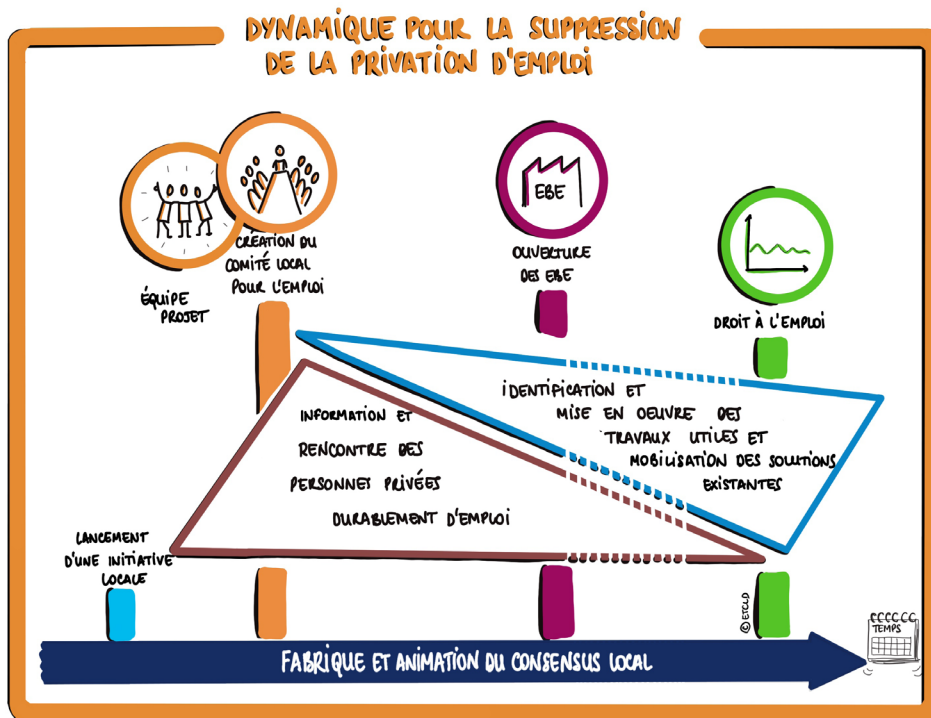 DYNAMIQUE POUR LA SUPPRESSION
DE LA PRIVATION D'EMPLOI
ÉQUIPE
PROJET
CRÉATION DU
COMITÉ LOCAL
POUR L'EMPLOI
EBE
OUVERTURE
DES EBE
DROIT À L'EMPLOI
IDENTIFICATION ET
MISE EN OEUVRE DES
TRAVAUX UTILES ET
MOBILISATION DES SOLUTIONS
EXISTANTES
INFORMATION ET
RENCONTRE DES
PERSONNES PRIVÉES
DURABLEMENT D'EMPLOI
LANCEMENT
D'UNE INITIATIVE
LOCALE
© ETCLD
TEMPS
FABRIQUE ET ANIMATION DU CONSENSUS LOCAL